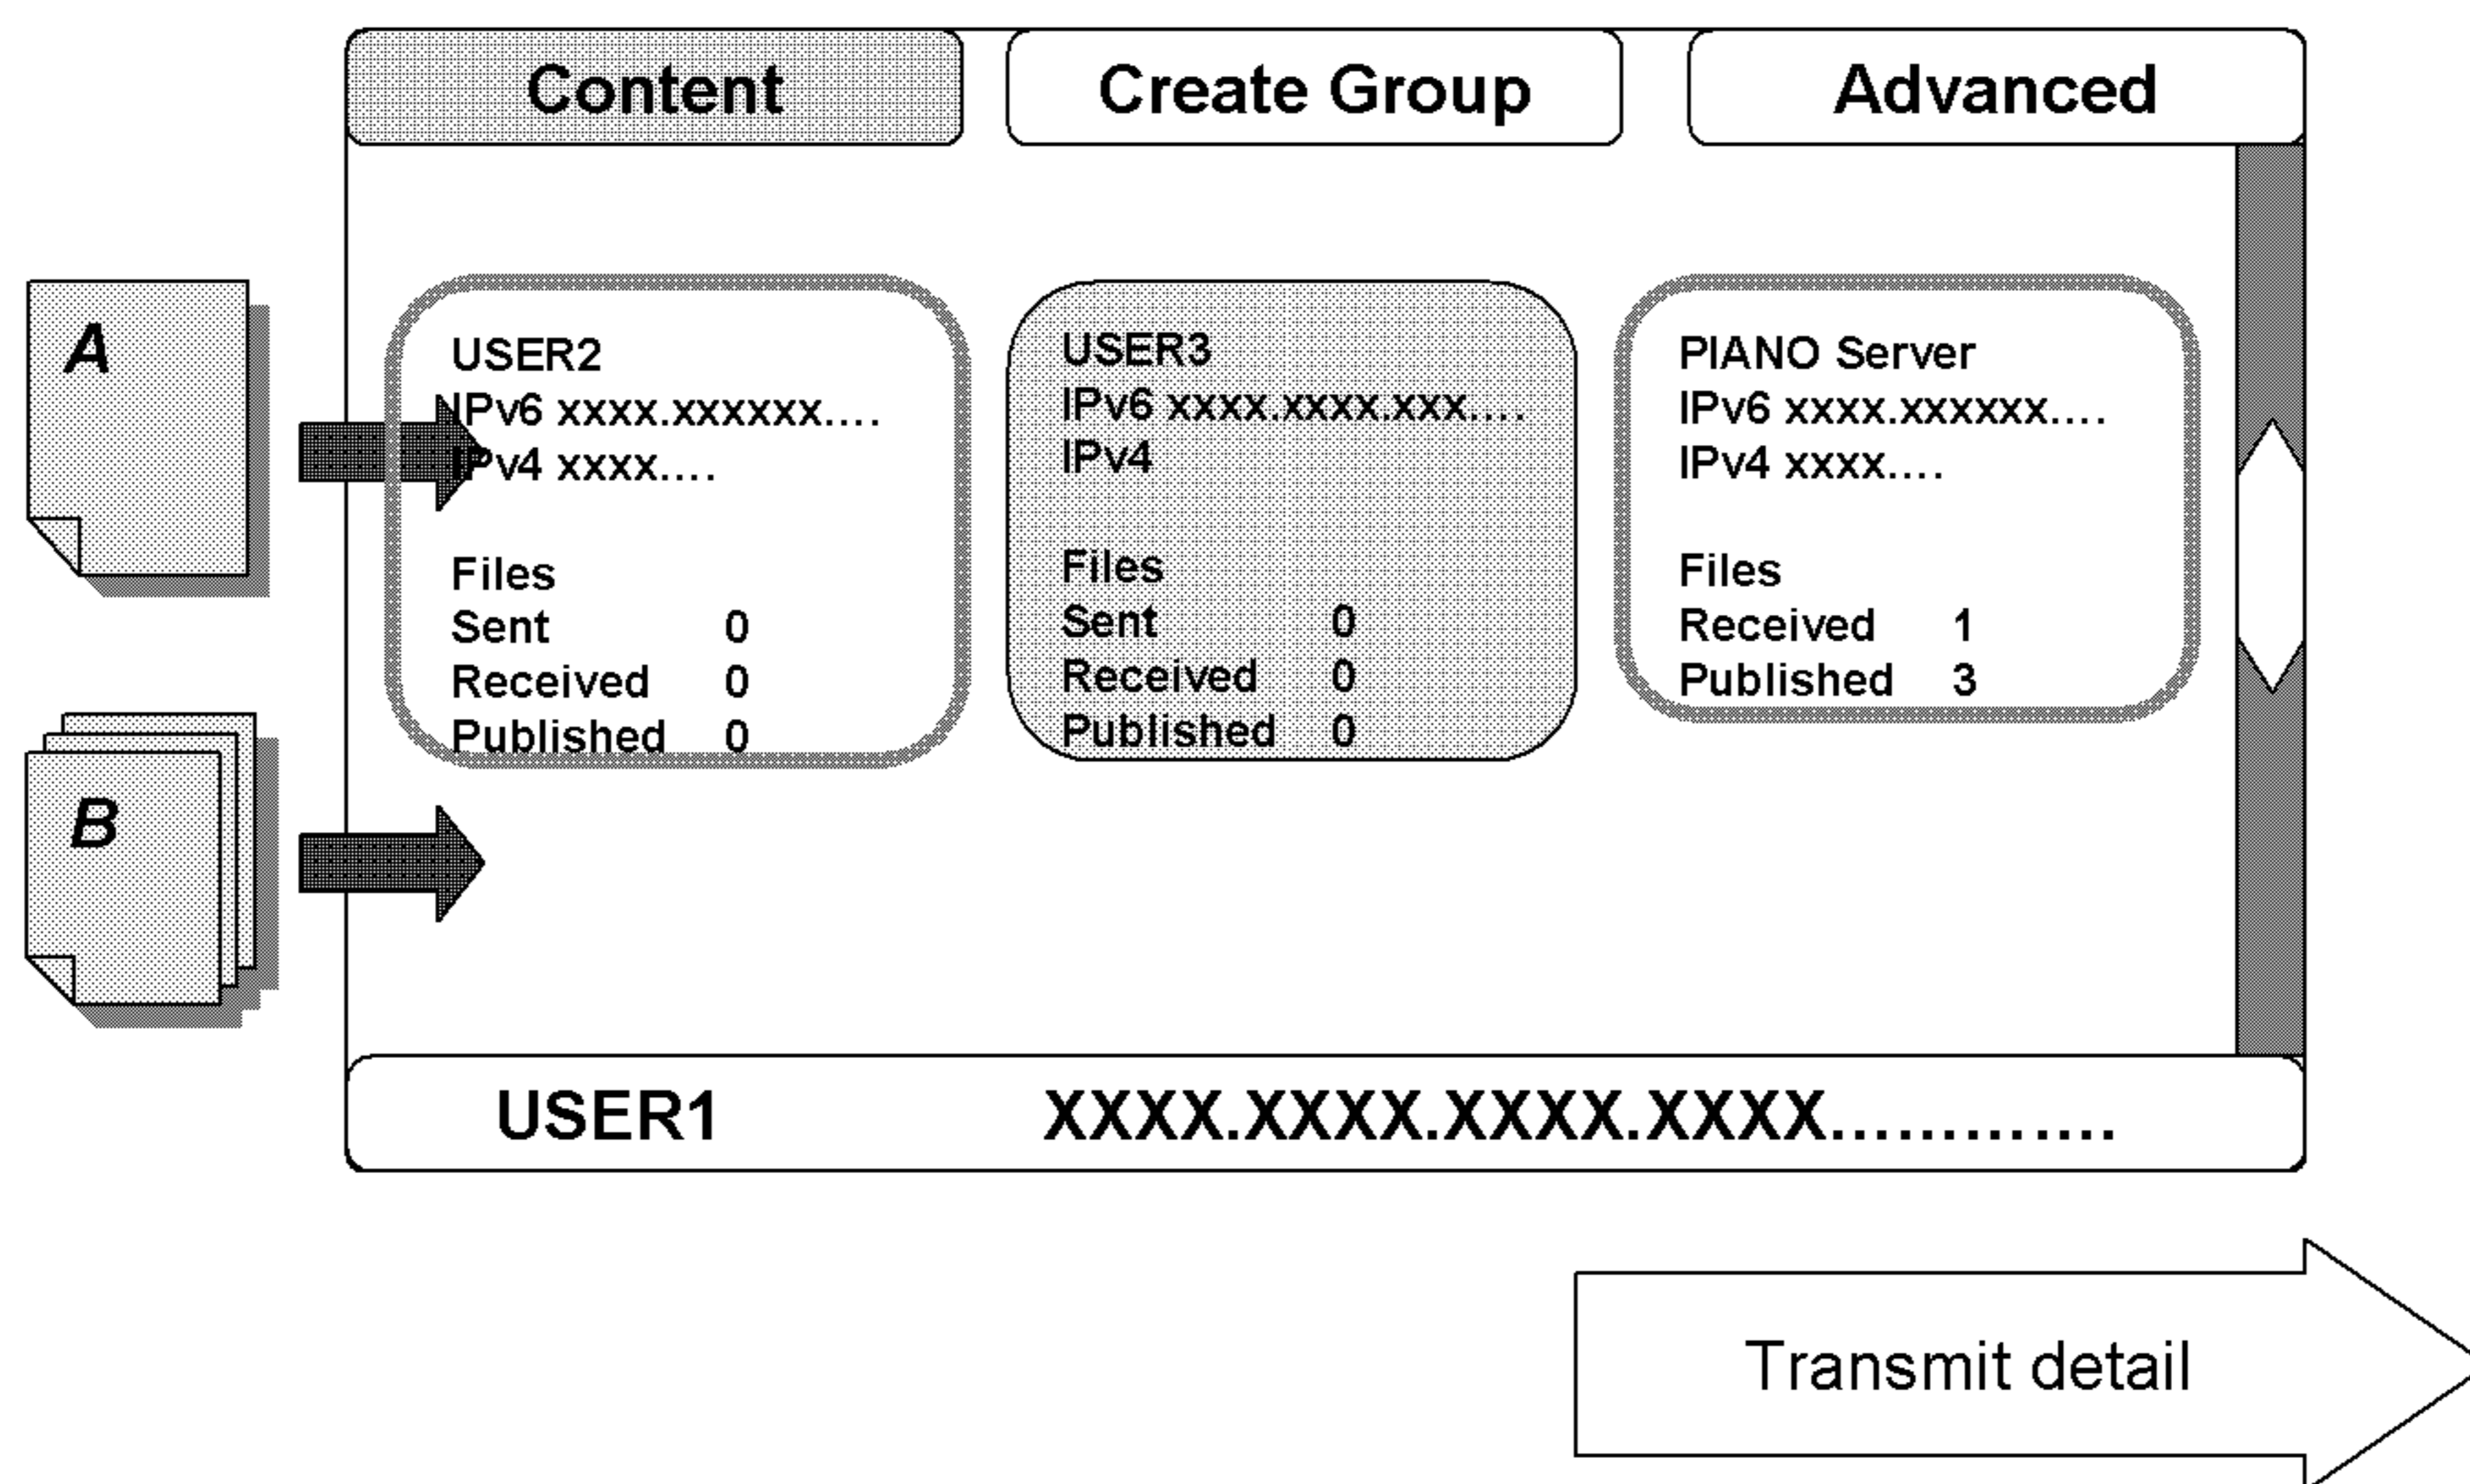 Content
Create Group
Advanced
A
USER2
IPv6 xxxx.xxxxxx....
IPv4 xxxx....
Files
Sent 0
Received 0
Published 0
USER3
IPv6 xxxx.xxxx.xxx....
IPv4
Files
Sent 0
Received 0
Published 0
PIANO Server
IPv6 xxxx.xxxxxx....
IPv4 xxxx....
Files
Received 1
Published 3
B
USER1 XXXX.XXXX.XXXX.XXXX.............
Transmit detail